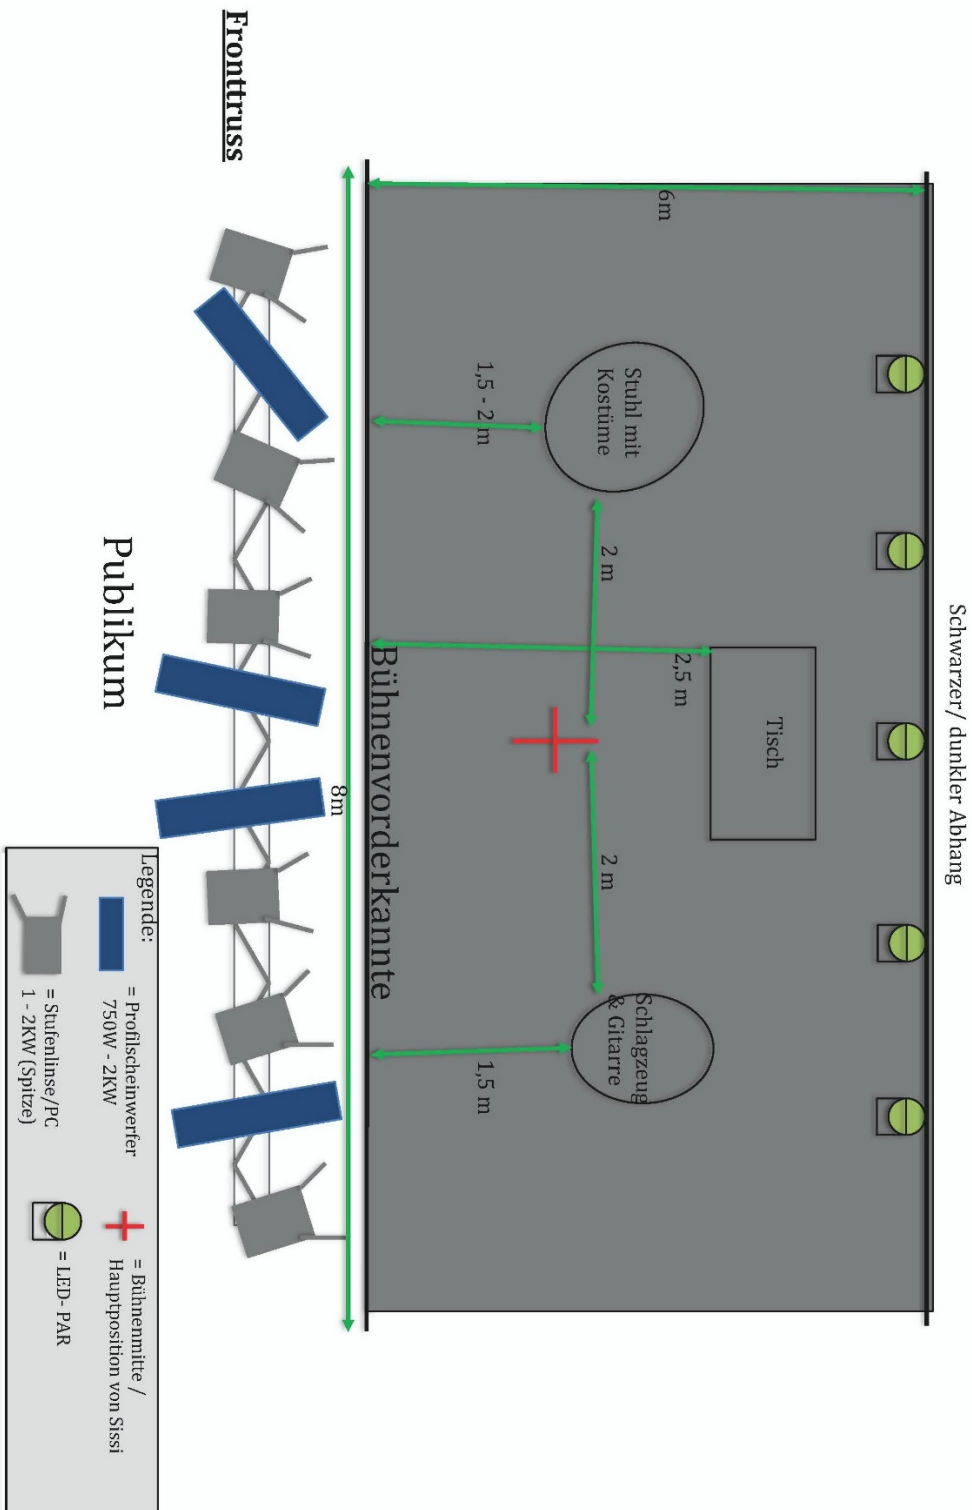 Schwarzer/ dunkler Abhang
6m
Stuhl mit
Kostüme
1,5 - 2 m
2 m
2,5 m
Tisch
2 m
Schlagzeug
& Gitarre
1,5 m
Bühnenvorderkannte
8m
Fronttruss
Publikum
Legende:
= Profilscheinwerfer
750W - 2KW
= Stufenlinse/PC
1 - 2KW (Spitze)
= Bühnenmitte /
Hauptposition von Sissi
= LED- PAR